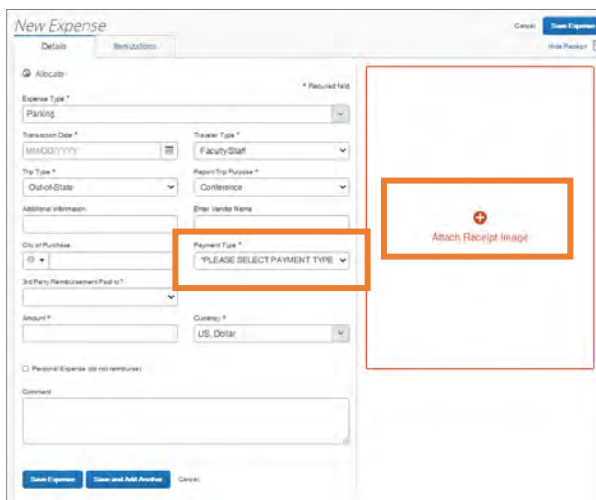 New Expense
Cancel
Save Expense
Details
Itemizations
Hide Receipt
Allocate
* Required field
Expense Type *
Parking
Transaction Date *
MM/DD/YYYY
Traveler Type *
Faculty/Staff
Trip Type *
Out-of-State
Report/Trip Purpose *
Conference
Additional Information
Enter Vendor Name
City of Purchase
Payment Type *
*PLEASE SELECT PAYMENT TYPE
3rd Party Reimbursement Paid to?
Amount *
Currency *
US, Dollar
Personal Expense (do not reimburse)
Comment
Save Expense
Save and Add Another
Cancel
Attach Receipt Image